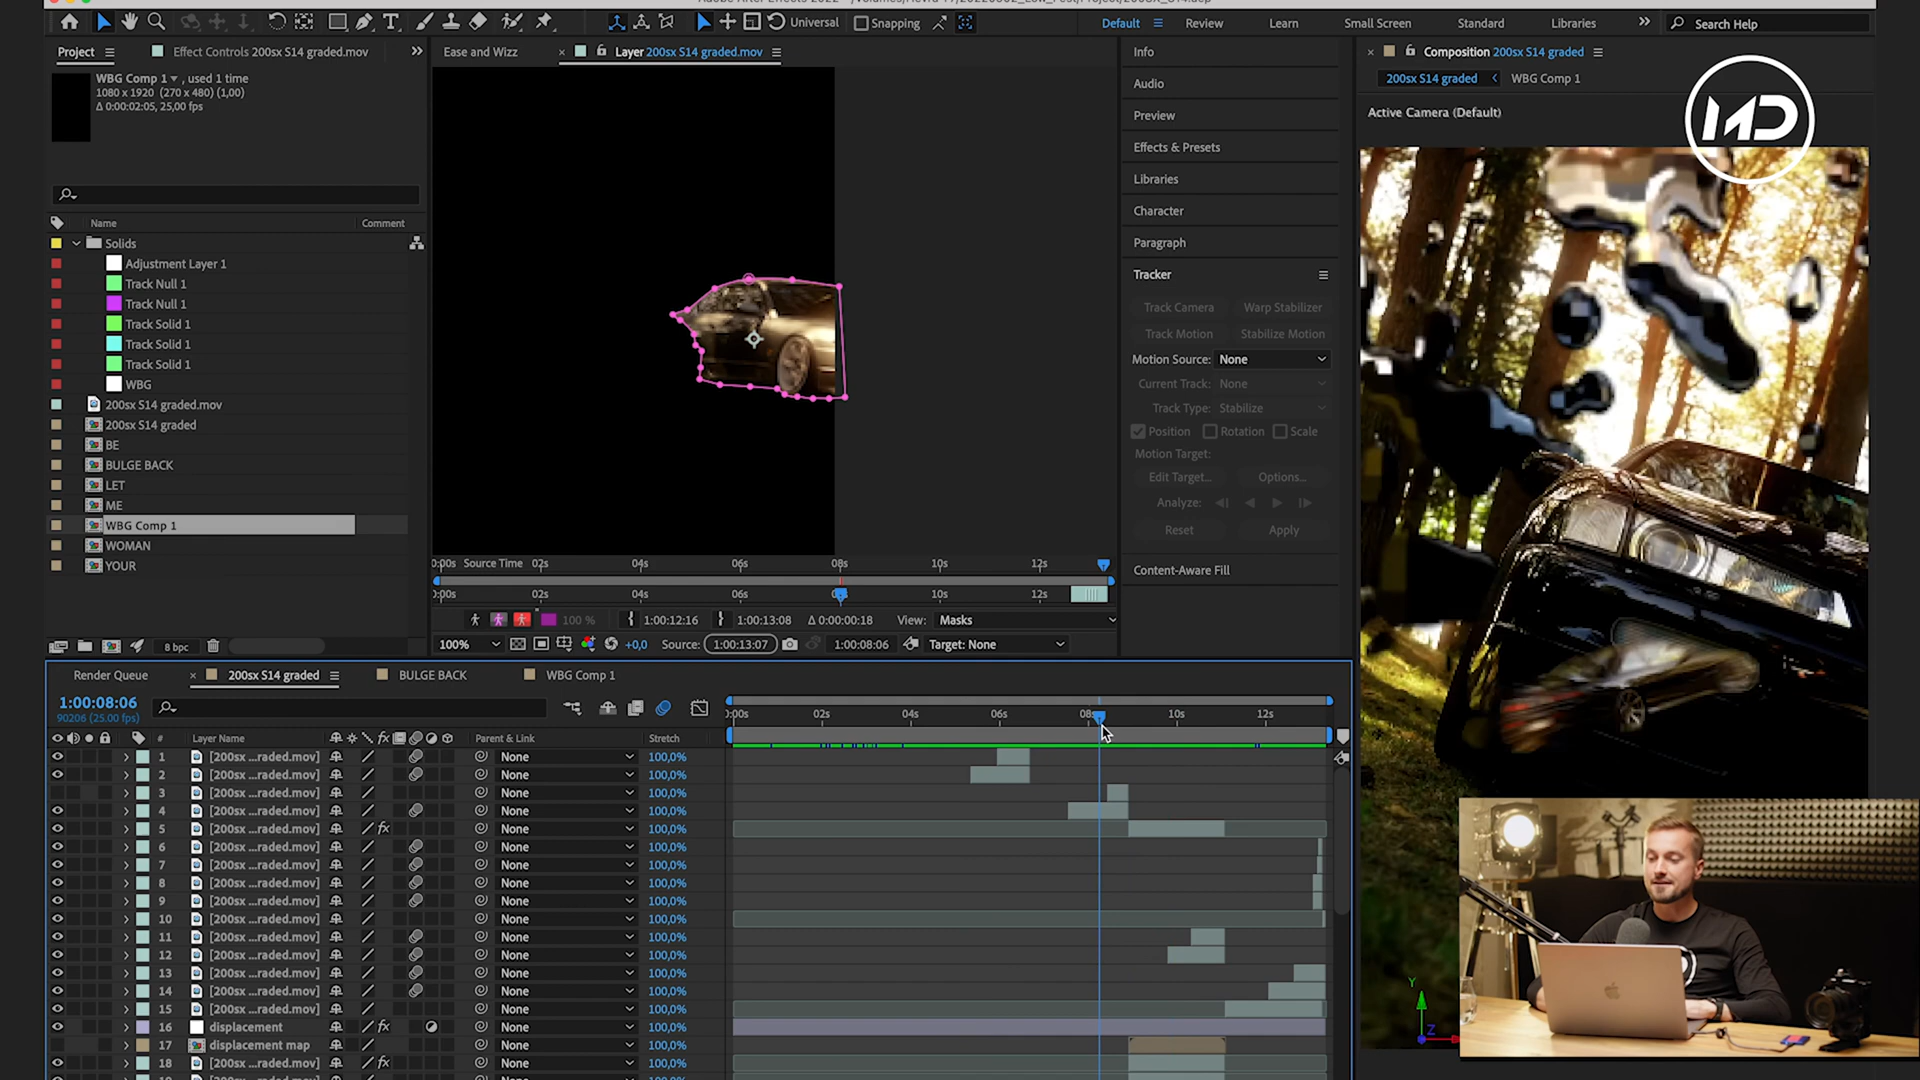 Universal
Snapping
Default
Review
Learn
Small Screen
Standard
Libraries
Search Help
Project
Effect Controls 200sx S14 graded.mov
Ease and Wizz
Layer 200sx S14 graded.mov
Info
Composition 200sx S14 graded
WBG Comp 1 , used 1 time
1080 x 1920 (270 x 480) (1,00)
Δ 0:00:02:05, 25,00 fps
200sx S14 graded
WBG Comp 1
MD
Audio
Active Camera (Default)
Preview
Effects & Presets
Libraries
Character
Paragraph
Name
Comment
Solids
Adjustment Layer 1
Track Null 1
Track Null 1
Track Solid 1
Track Solid 1
Track Solid 1
WBG
200sx S14 graded.mov
200sx S14 graded
BE
BULGE BACK
LET
ME
WBG Comp 1
WOMAN
YOUR
Tracker
Track Camera
Warp Stabilizer
Track Motion
Stabilize Motion
Motion Source: None
Current Track: None
Track Type: Stabilize
Position
Rotation
Scale
Motion Target:
Edit Target...
Options...
Analyze:
Reset
Apply
Content-Aware Fill
0:00s Source Time 02s 04s 06s 08s 10s 12s
0:00s 02s 04s 06s 10s 12s
100 % 1:00:12:16 1:00:13:08 Δ 0:00:00:18 View: Masks
100% +0,0 Source: 1:00:13:07 1:00:08:06 Target: None
8 bpc
Render Queue
200sx S14 graded
BULGE BACK
WBG Comp 1
1:00:08:06
90206 (25.00 fps)
0:00s 02s 04s 06s 08 10s 12s
# Layer Name fx Parent & Link Stretch
1 [200sx ...raded.mov] None 100,0%
2 [200sx ...raded.mov] None 100,0%
3 [200sx ...raded.mov] None 100,0%
4 [200sx ...raded.mov] None 100,0%
5 [200sx ...raded.mov] fx None 100,0%
6 [200sx ...raded.mov] None 100,0%
7 [200sx ...raded.mov] None 100,0%
8 [200sx ...raded.mov] None 100,0%
9 [200sx ...raded.mov] None 100,0%
10 [200sx ...raded.mov] None 100,0%
11 [200sx ...raded.mov] None 100,0%
12 [200sx ...raded.mov] None 100,0%
13 [200sx ...raded.mov] None 100,0%
14 [200sx ...raded.mov] None 100,0%
15 [200sx ...raded.mov] None 100,0%
16 displacement fx None 100,0%
17 displacement map None 100,0%
18 [200sx ...raded.mov] fx None 100,0%
Y
Z